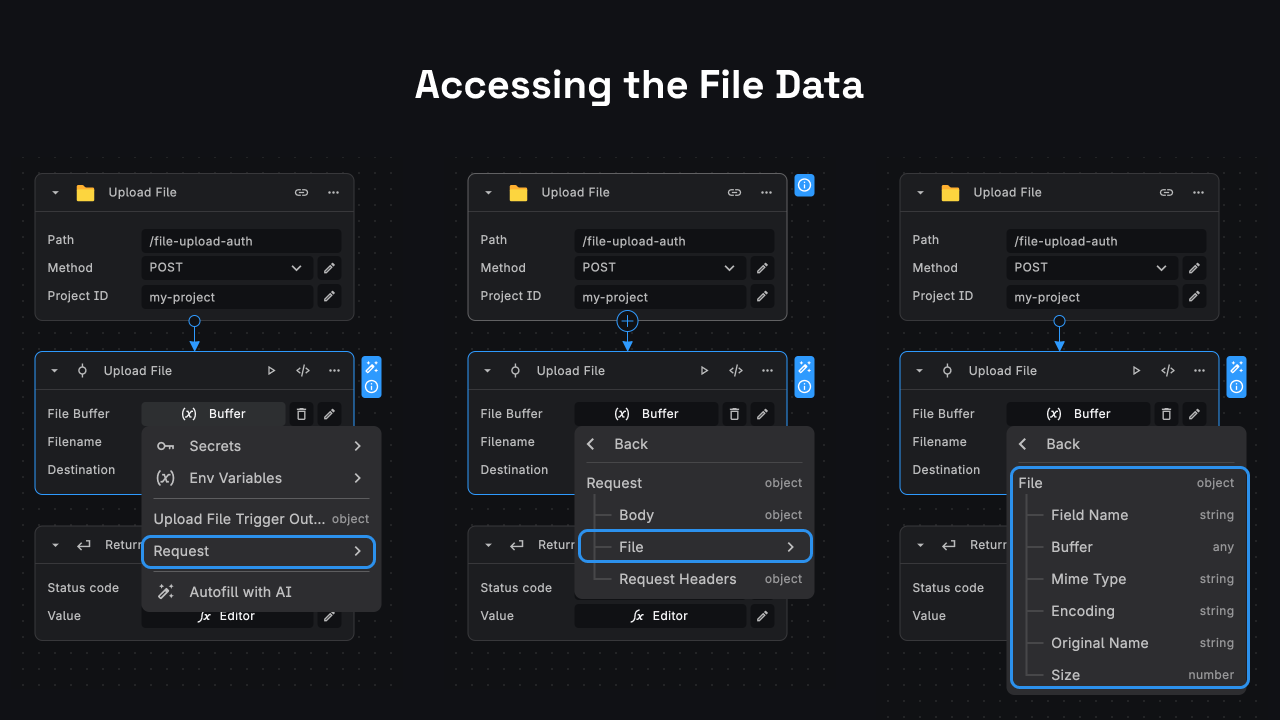 Accessing the File Data
Upload File
Path
/file-upload-auth
Method
POST
Project ID
my-project
Upload File
File Buffer
(x) Buffer
Filename
Destination
Secrets
(x) Env Variables
Upload File Trigger Out... object
Request
Autofill with AI
Return
Status code
Value
fx Editor
Upload File
Path
/file-upload-auth
Method
POST
Project ID
my-project
Upload File
File Buffer
(x) Buffer
Filename
Destination
Back
Request object
Body object
File
Request Headers object
Return
Status code
Value
fx Editor
Upload File
Path
/file-upload-auth
Method
POST
Project ID
my-project
Upload File
File Buffer
(x) Buffer
Filename
Destination
Back
File object
Field Name string
Buffer any
Mime Type string
Encoding string
Original Name string
Size number
Return
Status code
Value